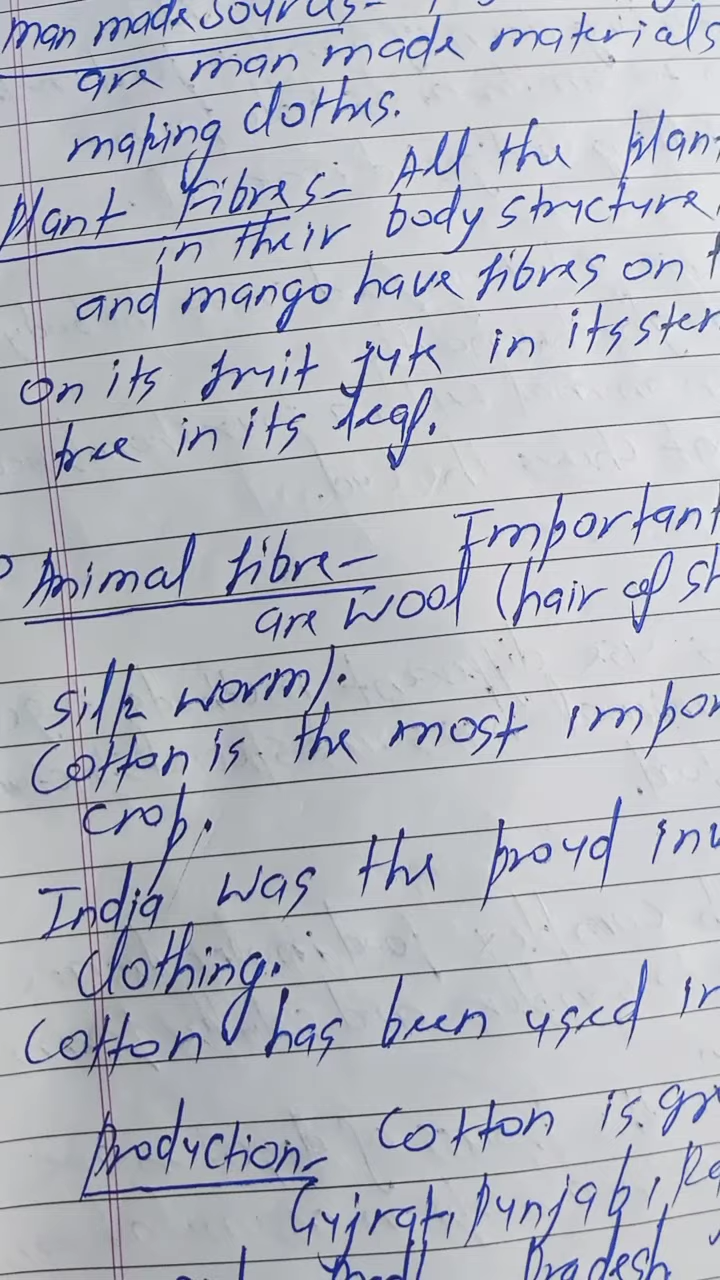 man made sources-
are man made materials
making clothes.
Plant Fibres- All the plan
in their body structure
and mango have fibres on
On its fruit jute in its ste
tree in its leaf.
Animal fibre- Important
are wool (hair of sh
silk worm).
Cotton is the most impor
crop.
India was the proud inv
clothing.
Cotton has been used in
Production- Cotton is gr
Gujrat, Punjab,
Pradesh